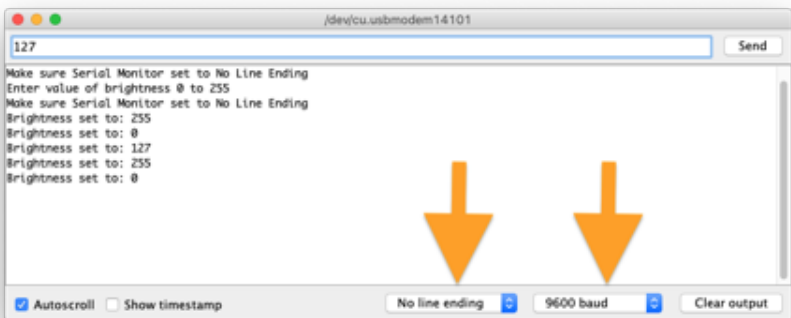 /dev/cu.usbmodem14101
127 Send
Make sure Serial Monitor set to No Line Ending
Enter value of brightness 0 to 255
Make sure Serial Monitor set to No Line Ending
Brightness set to: 255
Brightness set to: 0
Brightness set to: 127
Brightness set to: 255
Brightness set to: 0
Autoscroll Show timestamp No line ending 9600 baud Clear output